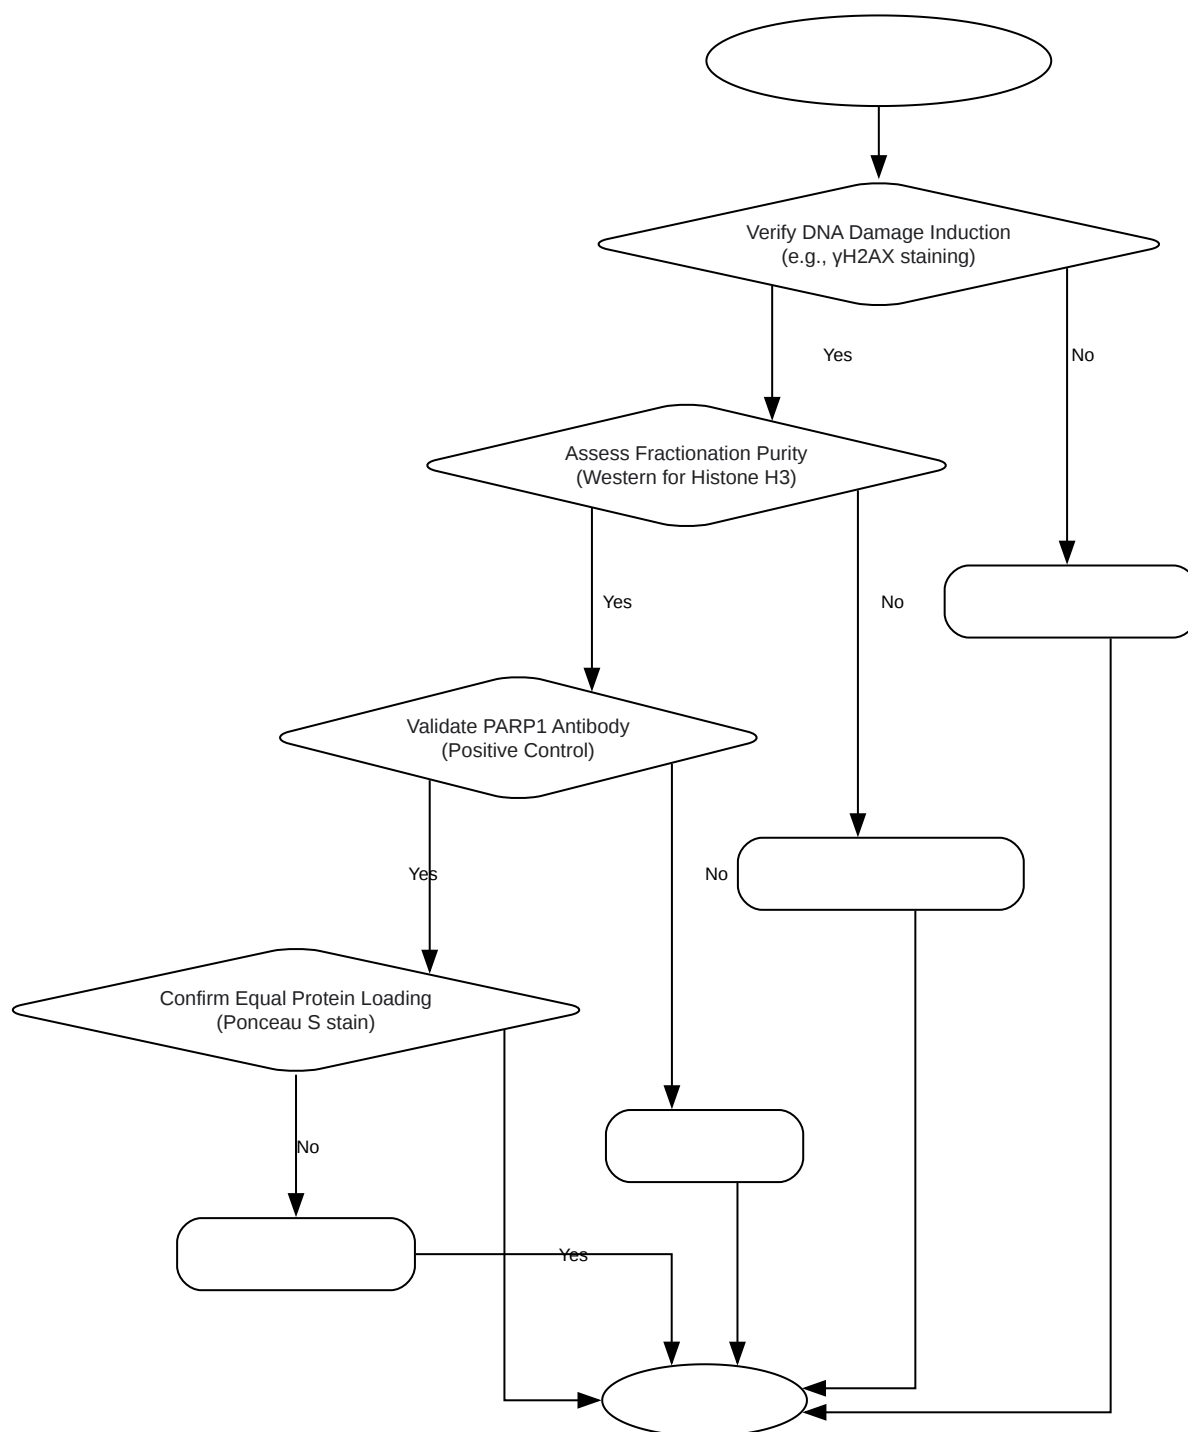 Verify DNA Damage Induction
(e.g., γH2AX staining)
Yes
No
Assess Fractionation Purity
(Western for Histone H3)
Yes
No
Validate PARP1 Antibody
(Positive Control)
Yes
No
Confirm Equal Protein Loading
(Ponceau S stain)
No
Yes